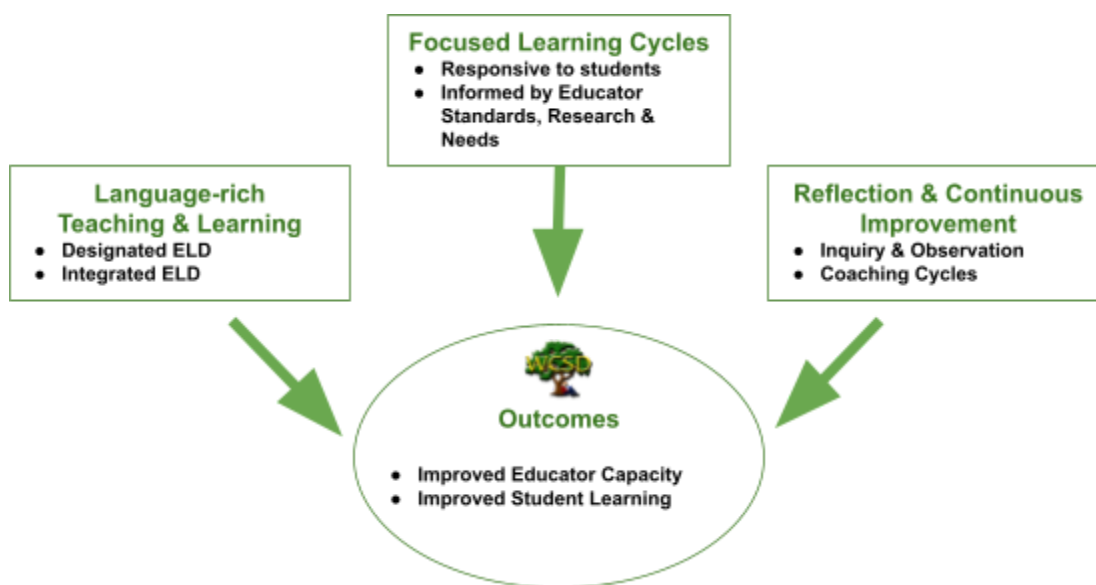 Focused Learning Cycles
● Responsive to students
● Informed by Educator
Standards, Research &
Needs
Language-rich
Teaching & Learning
● Designated ELD
● Integrated ELD
Reflection & Continuous
Improvement
● Inquiry & Observation
● Coaching Cycles
WCSD
Outcomes
● Improved Educator Capacity
● Improved Student Learning